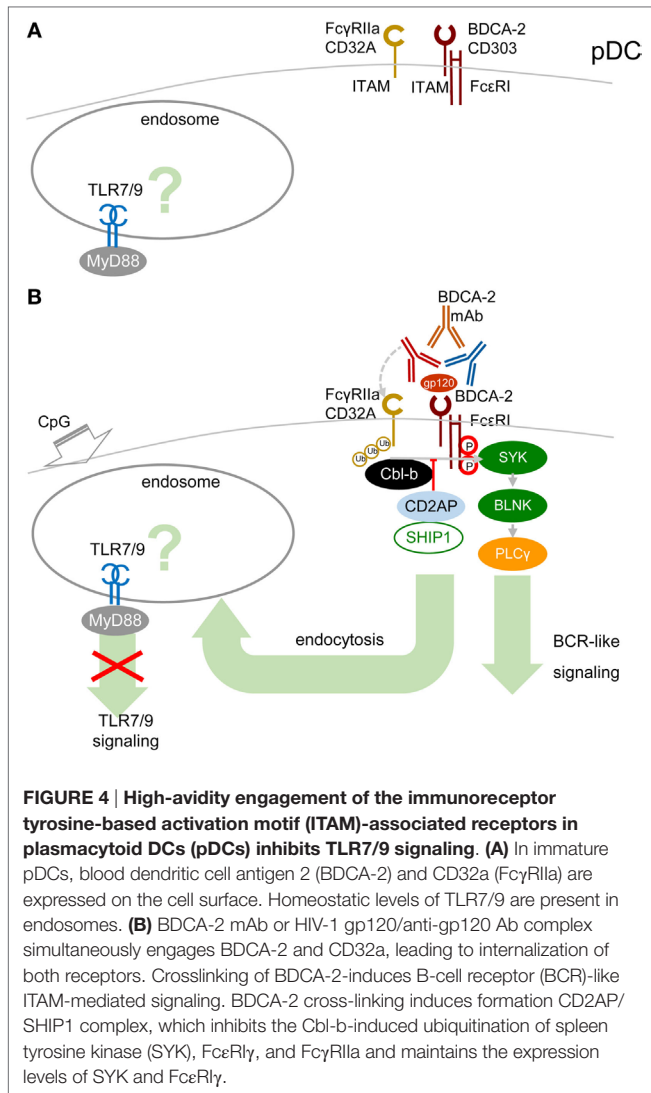 A
FcγRIIa
CD32A
BDCA-2
CD303
pDC
ITAM
ITAM
FcεRI
endosome
TLR7/9
?
MyD88
B
BDCA-2
mAb
gp120
FcγRIIa
CD32A
BDCA-2
FcεRI
CpG
Ub
Ub
Ub
P
P
SYK
Cbl-b
endosome
CD2AP
BLNK
SHIP1
TLR7/9
?
PLCγ
MyD88
endocytosis
BCR-like
signaling
TLR7/9
signaling
FIGURE 4 | High-avidity engagement of the immunoreceptor
tyrosine-based activation motif (ITAM)-associated receptors in
plasmacytoid DCs (pDCs) inhibits TLR7/9 signaling. (A) In immature
pDCs, blood dendritic cell antigen 2 (BDCA-2) and CD32a (FcγRIIa) are
expressed on the cell surface. Homeostatic levels of TLR7/9 are present in
endosomes. (B) BDCA-2 mAb or HIV-1 gp120/anti-gp120 Ab complex
simultaneously engages BDCA-2 and CD32a, leading to internalization of
both receptors. Crosslinking of BDCA-2-induces B-cell receptor (BCR)-like
ITAM-mediated signaling. BDCA-2 cross-linking induces formation CD2AP/
SHIP1 complex, which inhibits the Cbl-b-induced ubiquitination of spleen
tyrosine kinase (SYK), FcεRIγ, and FcγRIIa and maintains the expression
levels of SYK and FcεRIγ.